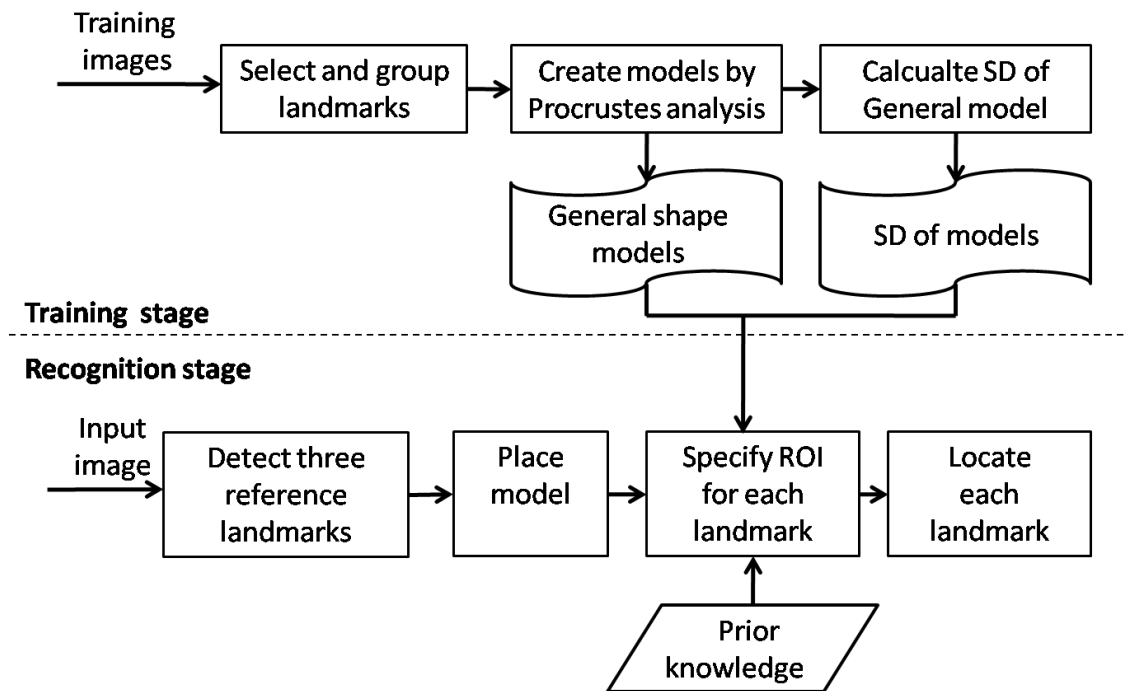 Training
images
Select and group
landmarks
Create models by
Procrustes analysis
Calcualte SD of
General model
General shape
models
SD of models
Training stage
Recognition stage
Input
image
Detect three
reference
landmarks
Place
model
Specify ROI
for each
landmark
Locate
each
landmark
Prior
knowledge